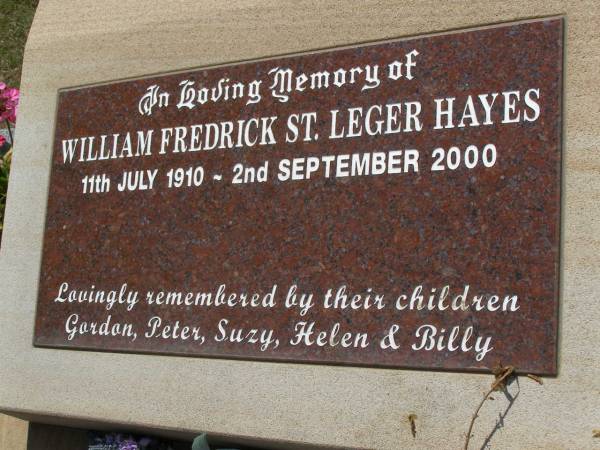 In Loving Memory of
WILLIAM FREDRICK ST. LEGER HAYES
11th JULY 1910 ~ 2nd SEPTEMBER 2000
Lovingly remembered by their children
Gordon, Peter, Suzy, Helen & Billy